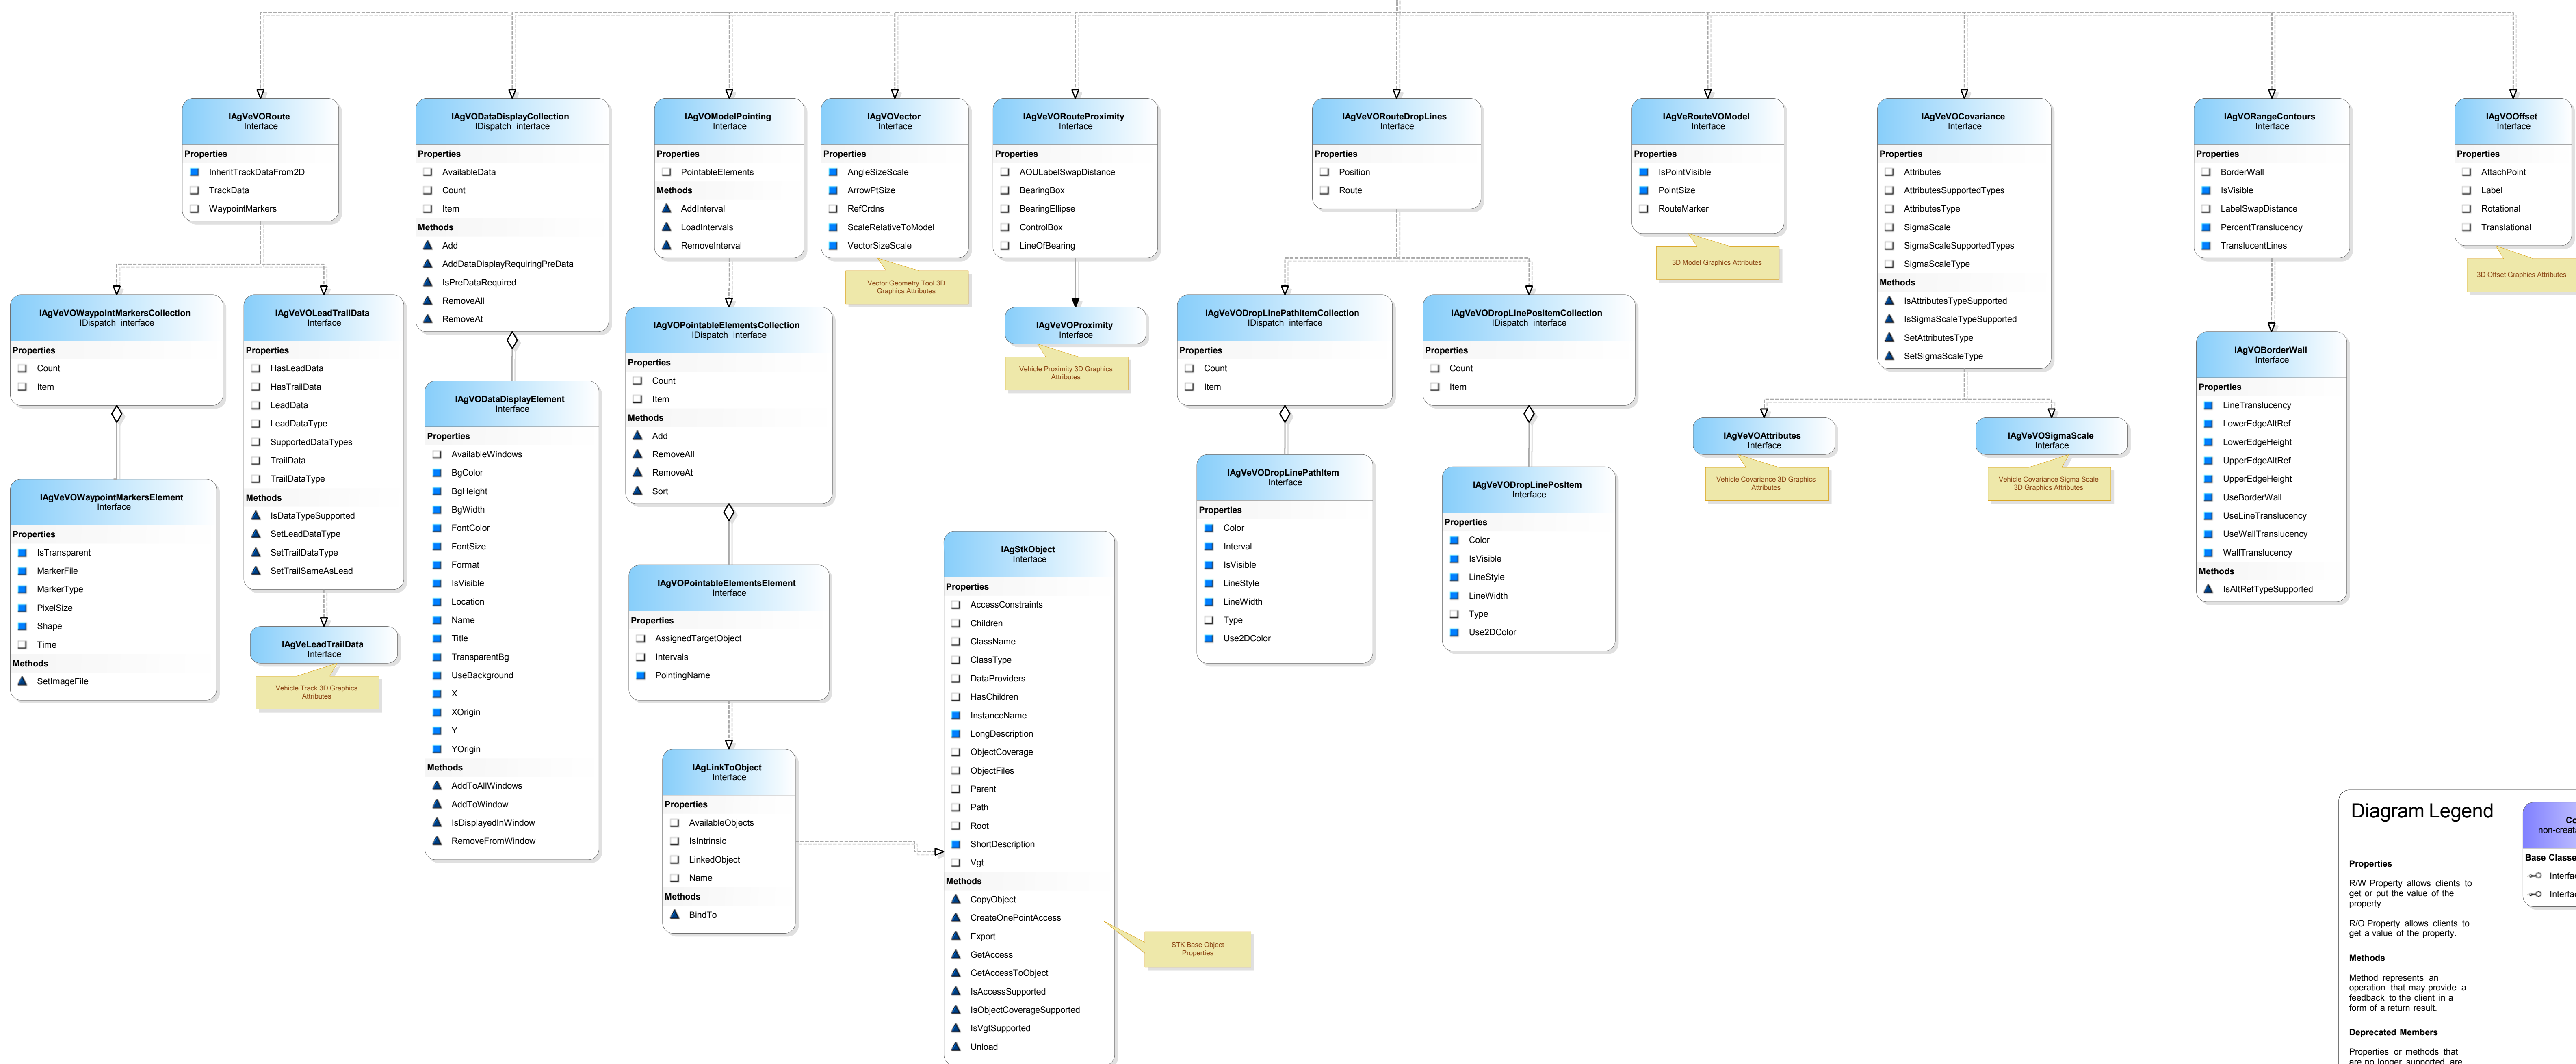 IAgVeVORoute
Interface
Properties
InheritTrackDataFrom2D
TrackData
WaypointMarkers
IAgVODataDisplayCollection
IDispatch interface
Properties
AvailableData
Count
Item
Methods
Add
AddDataDisplayRequiringPreData
IsPreDataRequired
RemoveAll
RemoveAt
IAgVOModelPointing
Interface
Properties
PointableElements
Methods
AddInterval
LoadIntervals
RemoveInterval
IAgVOVector
Interface
Properties
AngleSizeScale
ArrowPtSize
RefCrdns
ScaleRelativeToModel
VectorSizeScale
Vector Geometry Tool 3D
Graphics Attributes
IAgVeVORouteProximity
Interface
Properties
AOULabelSwapDistance
BearingBox
BearingEllipse
ControlBox
LineOfBearing
IAgVeVORouteDropLines
Interface
Properties
Position
Route
IAgVeRouteVOModel
Interface
Properties
IsPointVisible
PointSize
RouteMarker
3D Model Graphics Attributes
IAgVeVOCovariance
Interface
Properties
Attributes
AttributesSupportedTypes
AttributesType
SigmaScale
SigmaScaleSupportedTypes
SigmaScaleType
Methods
IsAttributesTypeSupported
IsSigmaScaleTypeSupported
SetAttributesType
SetSigmaScaleType
IAgVORangeContours
Interface
Properties
BorderWall
IsVisible
LabelSwapDistance
PercentTranslucency
TranslucentLines
IAgVOOffset
Interface
Properties
AttachPoint
Label
Rotational
Translational
3D Offset Graphics Attributes
IAgVeVOWaypointMarkersCollection
IDispatch interface
Properties
Count
Item
IAgVeVOLeadTrailData
Interface
Properties
HasLeadData
HasTrailData
LeadData
LeadDataType
SupportedDataTypes
TrailData
TrailDataType
Methods
IsDataTypeSupported
SetLeadDataType
SetTrailDataType
SetTrailSameAsLead
IAgVODataDisplayElement
Interface
Properties
AvailableWindows
BgColor
BgHeight
BgWidth
FontColor
FontSize
Format
IsVisible
Location
Name
Title
TransparentBg
UseBackground
X
XOrigin
Y
YOrigin
Methods
AddToAllWindows
AddToWindow
IsDisplayedInWindow
RemoveFromWindow
IAgVOPointableElementsCollection
IDispatch interface
Properties
Count
Item
Methods
Add
RemoveAll
RemoveAt
Sort
IAgVeVOProximity
Interface
Vehicle Proximity 3D Graphics
Attributes
IAgVeVODropLinePathItemCollection
IDispatch interface
Properties
Count
Item
IAgVeVODropLinePosItemCollection
IDispatch interface
Properties
Count
Item
IAgVOBorderWall
Interface
Properties
LineTranslucency
LowerEdgeAltRef
LowerEdgeHeight
UpperEdgeAltRef
UpperEdgeHeight
UseBorderWall
UseLineTranslucency
UseWallTranslucency
WallTranslucency
Methods
IsAltRefTypeSupported
IAgVeVOAttributes
Interface
Vehicle Covariance 3D Graphics
Attributes
IAgVeVOSigmaScale
Interface
Vehicle Covariance Sigma Scale
3D Graphics Attributes
IAgVeVOWaypointMarkersElement
Interface
Properties
IsTransparent
MarkerFile
MarkerType
PixelSize
Shape
Time
Methods
SetImageFile
IAgVeLeadTrailData
Interface
Vehicle Track 3D Graphics
Attributes
IAgVOPointableElementsElement
Interface
Properties
AssignedTargetObject
Intervals
PointingName
IAgVeVODropLinePathItem
Interface
Properties
Color
Interval
IsVisible
LineStyle
LineWidth
Type
Use2DColor
IAgVeVODropLinePosItem
Interface
Properties
Color
IsVisible
LineStyle
LineWidth
Type
Use2DColor
IAgStkObject
Interface
Properties
AccessConstraints
Children
ClassName
ClassType
DataProviders
HasChildren
InstanceName
LongDescription
ObjectCoverage
ObjectFiles
Parent
Path
Root
ShortDescription
Vgt
Methods
CopyObject
CreateOnePointAccess
Export
GetAccess
GetAccessToObject
IsAccessSupported
IsObjectCoverageSupported
IsVgtSupported
Unload
STK Base Object
Properties
IAgLinkToObject
Interface
Properties
AvailableObjects
IsIntrinsic
LinkedObject
Name
Methods
BindTo
Diagram Legend
Properties
R/W Property allows clients to
get or put the value of the
property.
R/O Property allows clients to
get a value of the property.
Methods
Method represents an
operation that may provide a
feedback to the client in a
form of a return result.
Deprecated Members
Properties or methods that
are no longer supported are
Co
non-creat
Base Classe
Interfac
Interfac